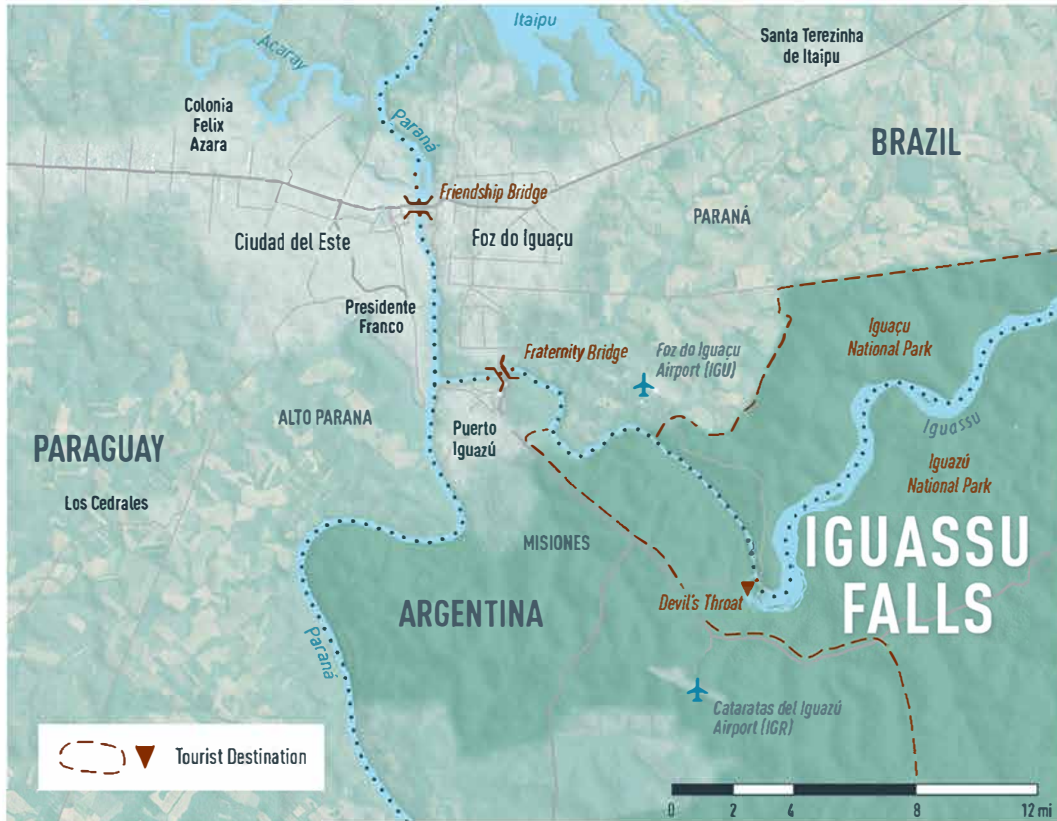 Itaipu
Santa Terezinha
de Itaipu
Acaray
Colonia
Felix
Azara
Paraná
BRAZIL
Friendship Bridge
PARANÁ
Ciudad del Este
Foz do Iguaçu
Presidente
Franco
Iguaçu
National Park
Fraternity Bridge
Foz do Iguaçu
Airport (IGU)
ALTO PARANA
Puerto
Iguazú
Iguassu
PARAGUAY
Iguazú
National Park
Los Cedrales
MISIONES
IGUASSU
FALLS
Devil's Throat
ARGENTINA
Paraná
Cataratas del Iguazú
Airport (IGR)
Tourist Destination
0 2 4 8 12 mi